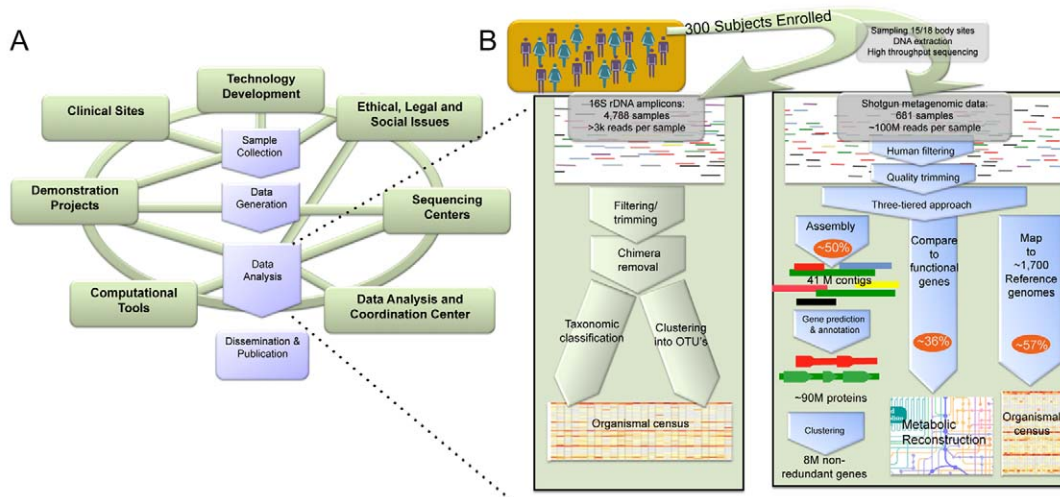 A
Technology
Development
Clinical Sites
Ethical, Legal and
Social Issues
Sample
Collection
Demonstration
Projects
Data
Generation
Sequencing
Centers
Data
Analysis
Computational
Tools
Data Analysis and
Coordination Center
Dissemination &
Publication
B
300 Subjects Enrolled
Sampling 15/18 body sites
DNA extraction
High throughput sequencing
16S rDNA amplicons:
4,788 samples
>3k reads per sample
Filtering/
trimming
Chimera
removal
Taxonomic
classification
Clustering
into OTU's
Organismal census
Shotgun metagenomic data:
681 samples
~100M reads per sample
Human filtering
Quality trimming
Three-tiered approach
Assembly
~50%
41 M contigs
Gene prediction
& annotation
~90M proteins
Clustering
8M non-
redundant genes
Compare
to
functional
genes
~36%
Metabolic
Reconstruction
Map
to
~1,700
Reference
genomes
~57%
Organismal
census